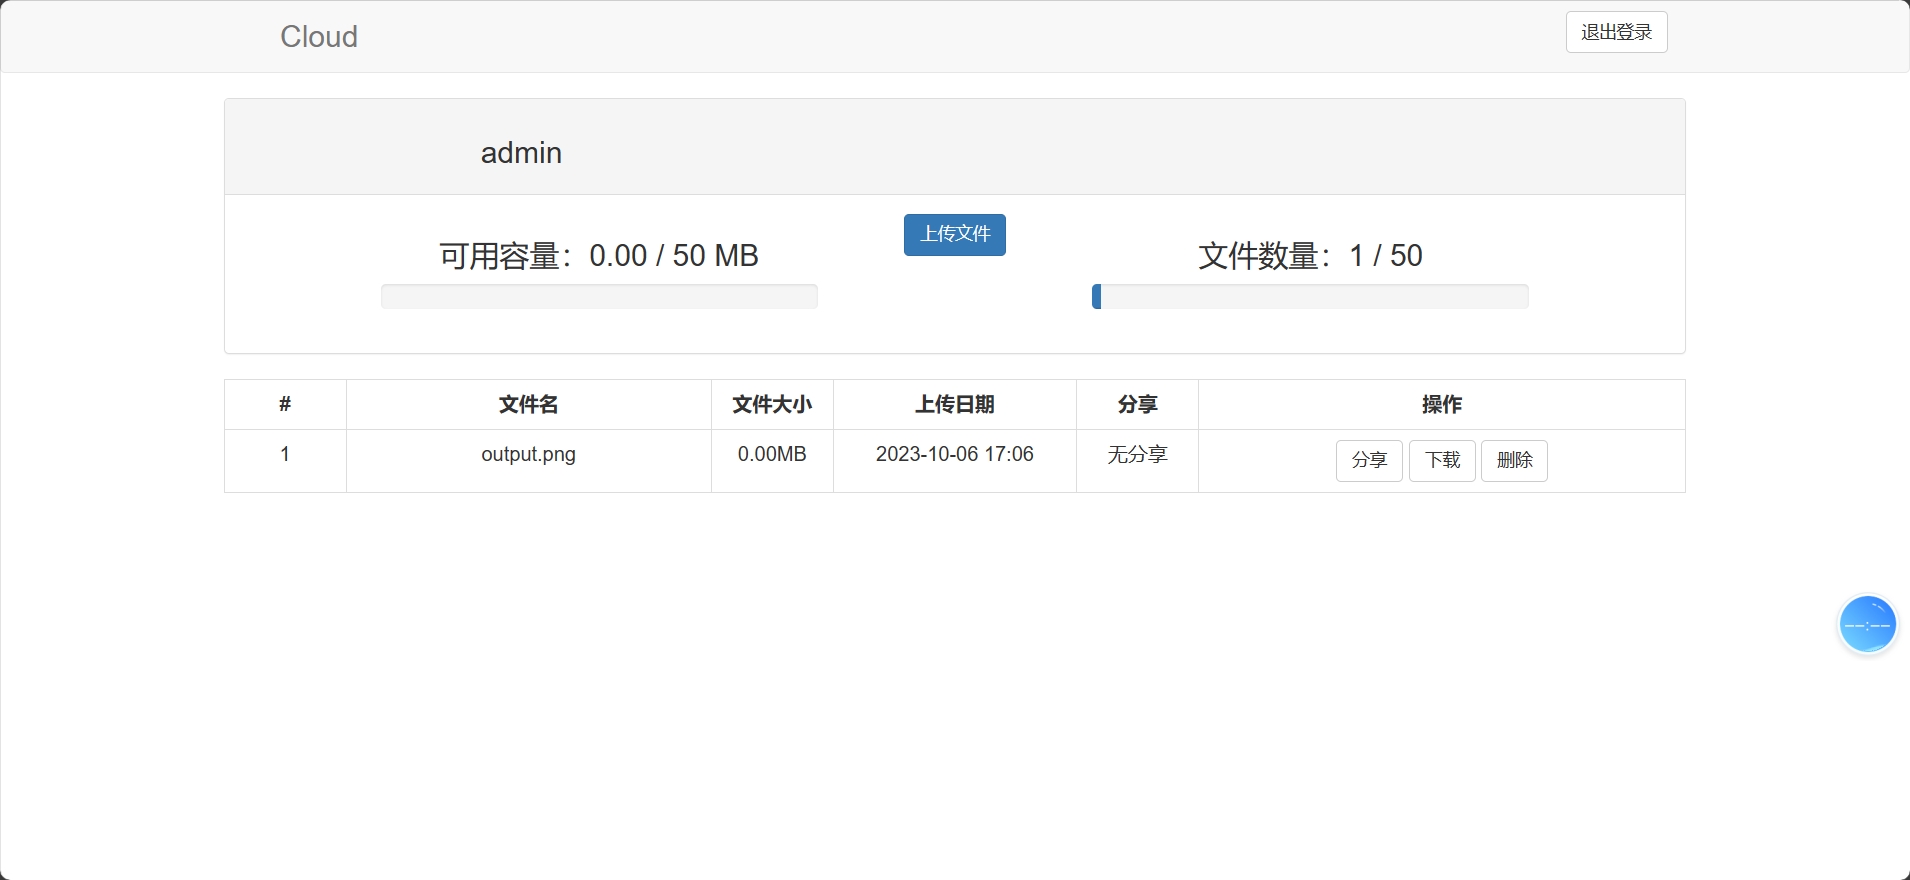 Cloud
退出登录
admin
可用容量：0.00 / 50 MB
上传文件
文件数量：1 / 50
# 文件名 文件大小 上传日期 分享 操作
1 output.png 0.00MB 2023-10-06 17:06 无分享 分享 下载 删除
--:--